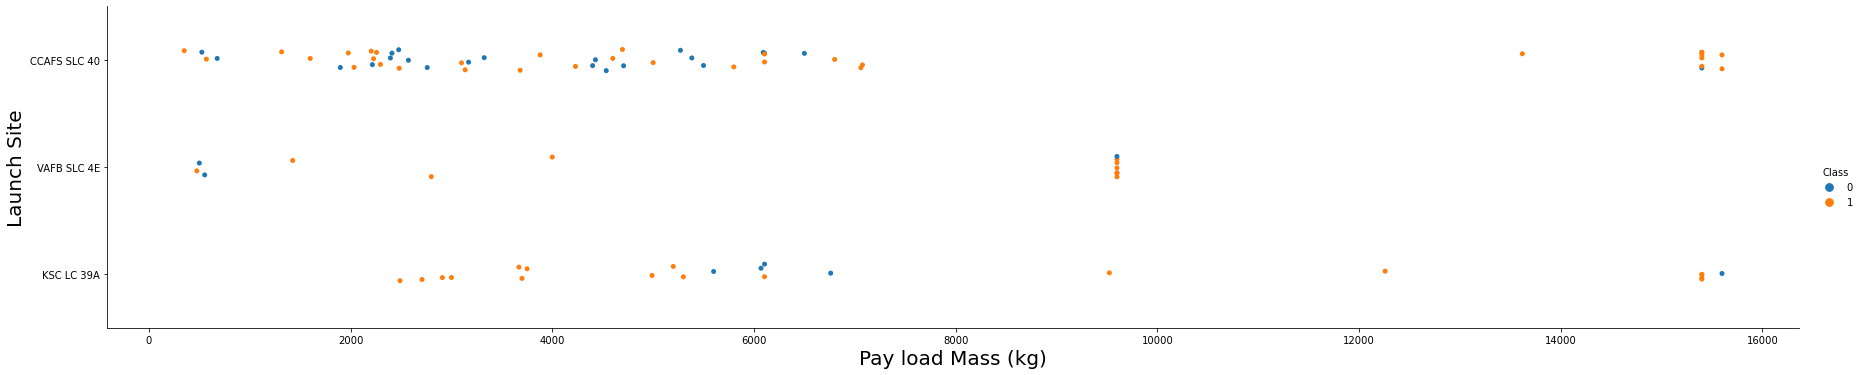 Launch Site
CCAFS SLC 40
VAFB SLC 4E
KSC LC 39A
0 2000 4000 6000 8000 10000 12000 14000 16000
Pay load Mass (kg)
Class
0
1